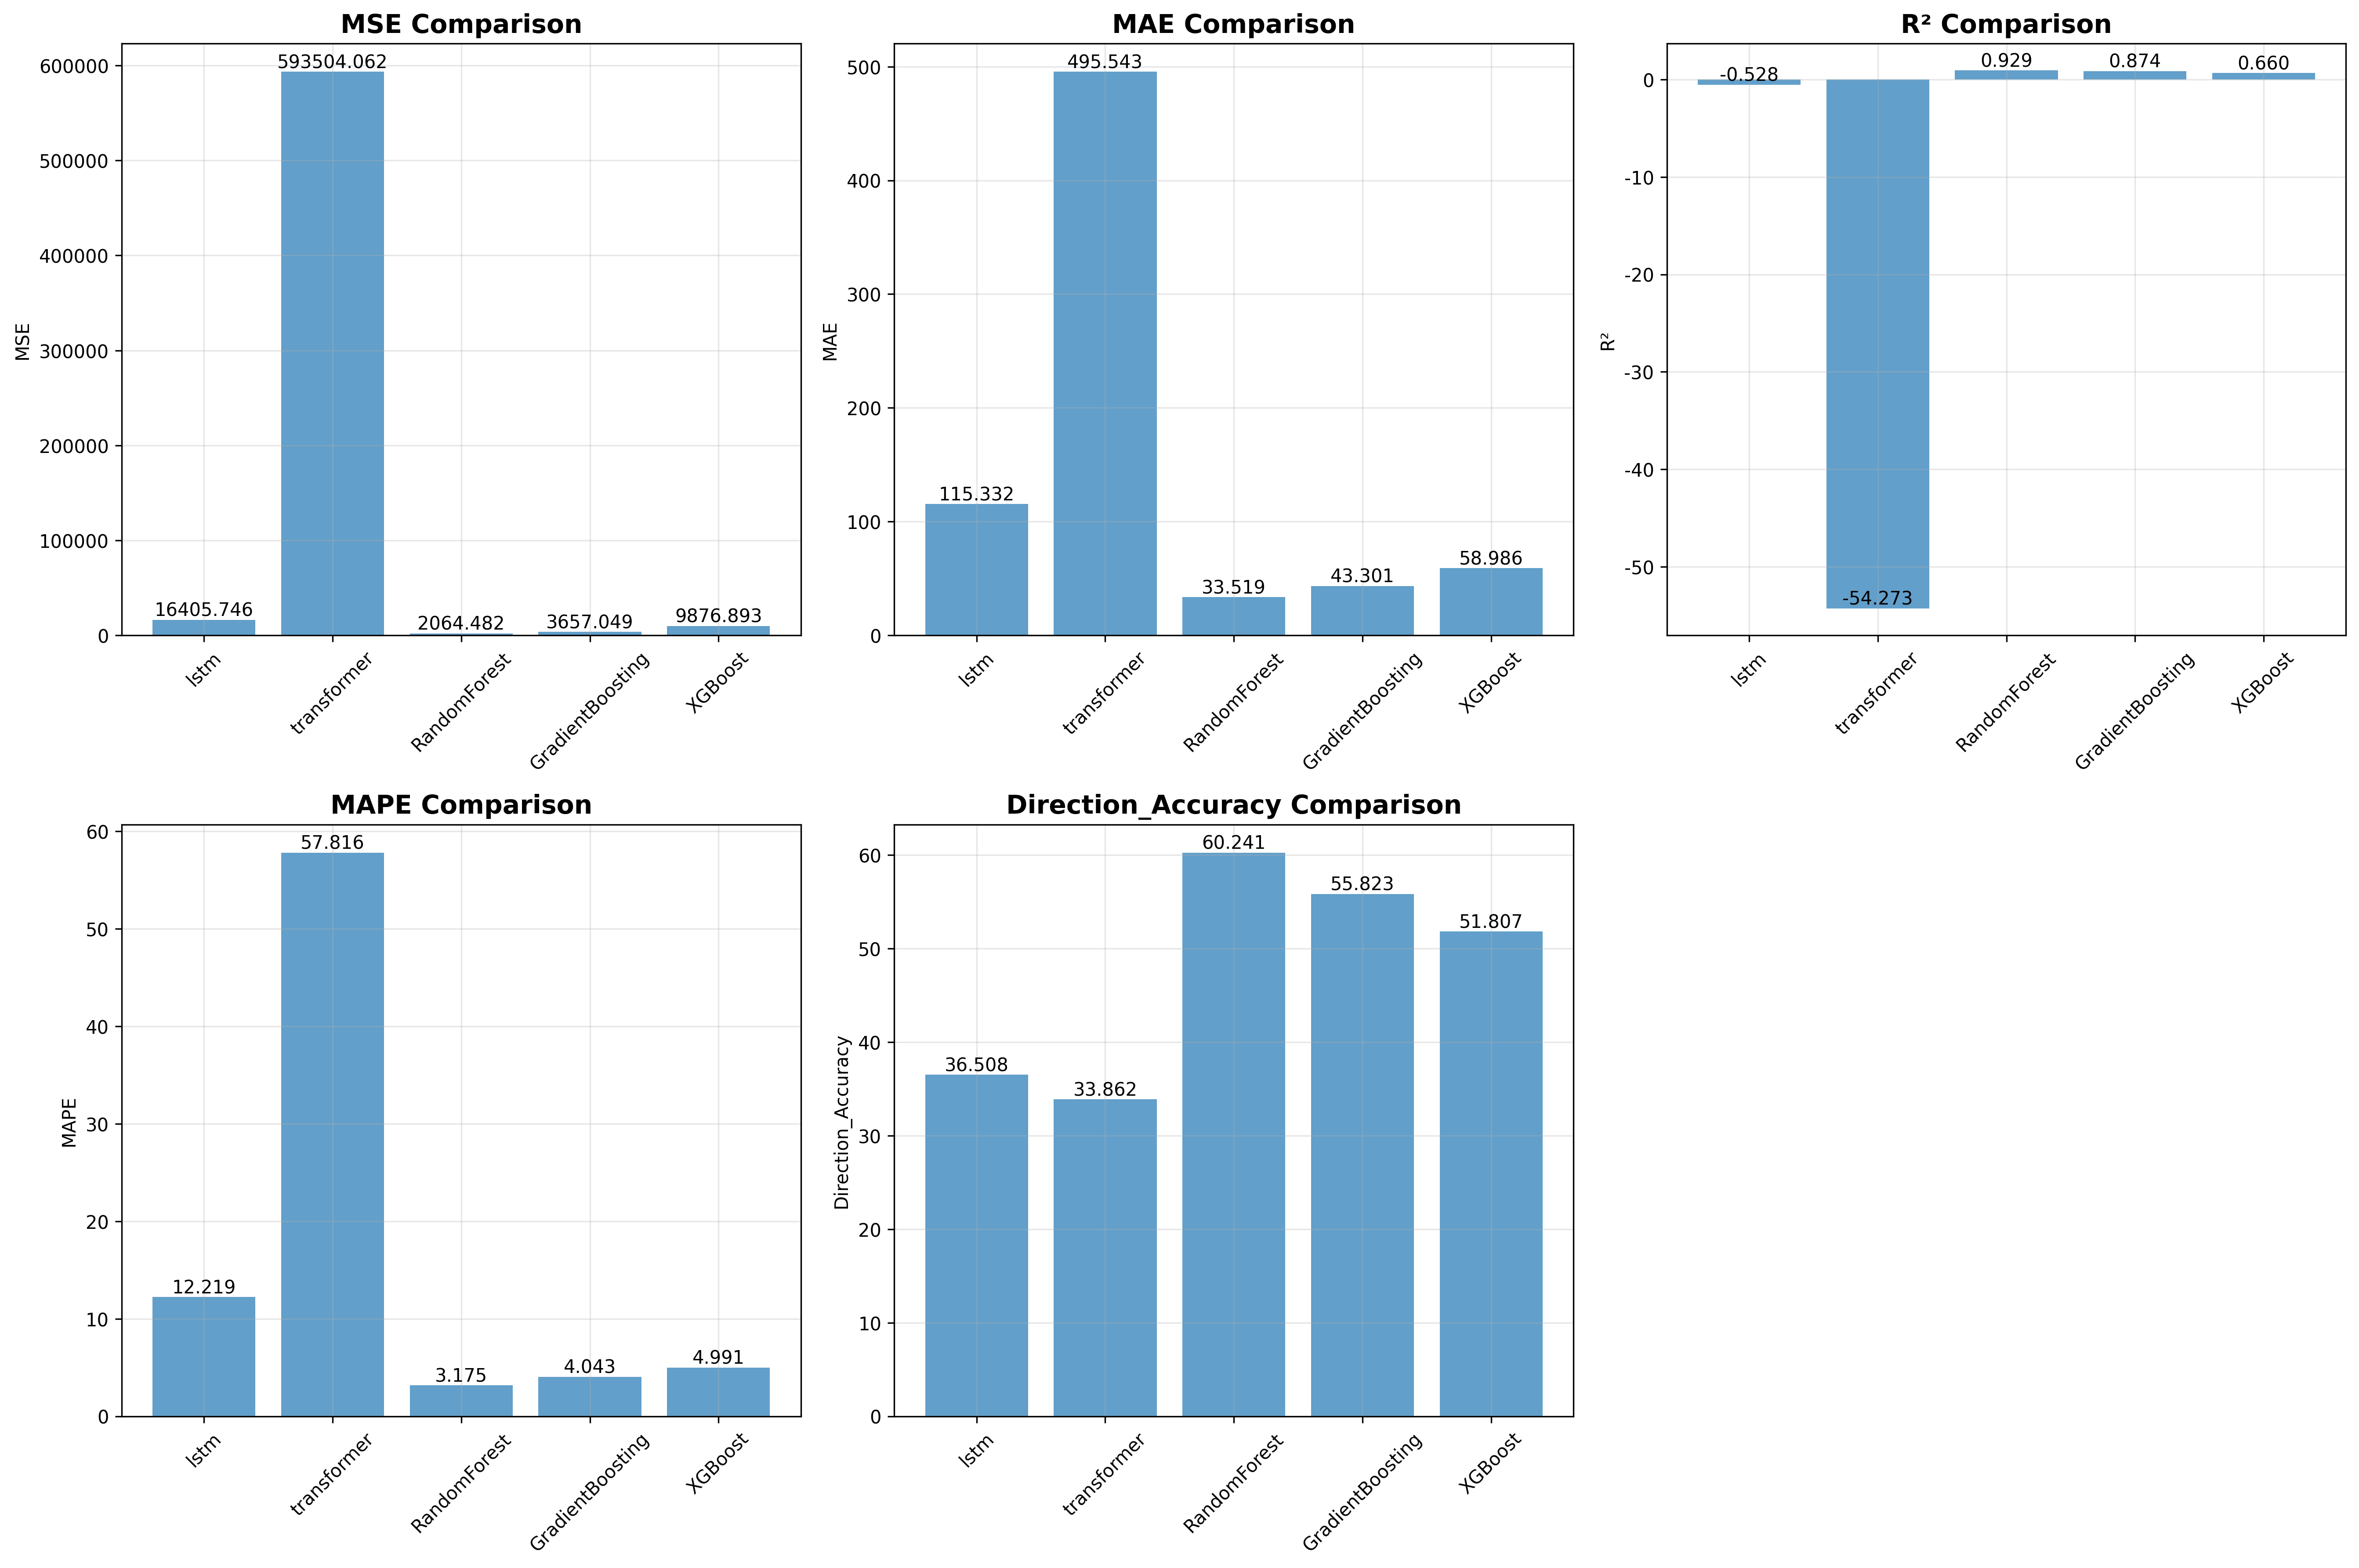 MSE Comparison
MSE
600000
500000
400000
300000
200000
100000
0
16405.746
593504.062
2064.482
3657.049
9876.893
lstm
transformer
RandomForest
GradientBoosting
XGBoost
MAE Comparison
MAE
500
400
300
200
100
0
115.332
495.543
33.519
43.301
58.986
lstm
transformer
RandomForest
GradientBoosting
XGBoost
R² Comparison
R²
0
-10
-20
-30
-40
-50
-0.528
-54.273
0.929
0.874
0.660
lstm
transformer
RandomForest
GradientBoosting
XGBoost
MAPE Comparison
MAPE
60
50
40
30
20
10
0
12.219
57.816
3.175
4.043
4.991
lstm
transformer
RandomForest
GradientBoosting
XGBoost
Direction_Accuracy Comparison
Direction_Accuracy
60
50
40
30
20
10
0
36.508
33.862
60.241
55.823
51.807
lstm
transformer
RandomForest
GradientBoosting
XGBoost